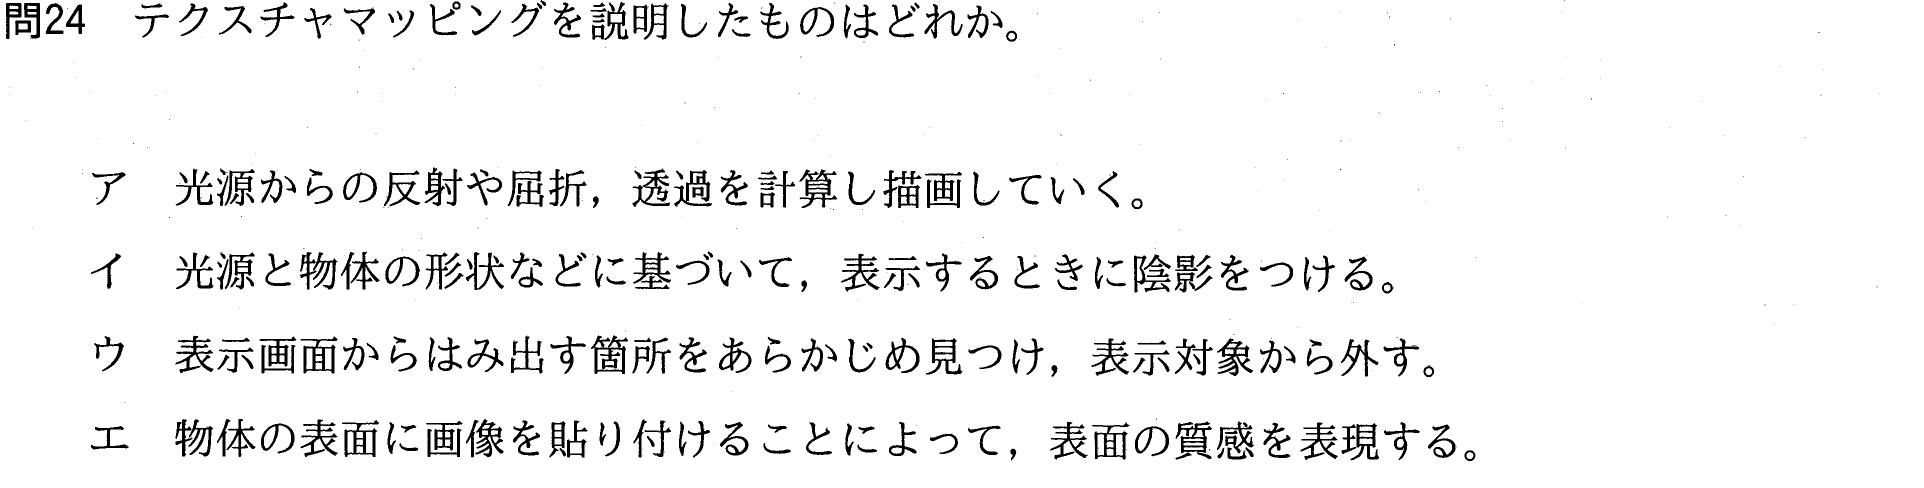 問24　テクスチャマッピングを説明したものはどれか。
ア　光源からの反射や屈折，透過を計算し描画していく。
イ　光源と物体の形状などに基づいて，表示するときに陰影をつける。
ウ　表示画面からはみ出す箇所をあらかじめ見つけ，表示対象から外す。
エ　物体の表面に画像を貼り付けることによって，表面の質感を表現する。